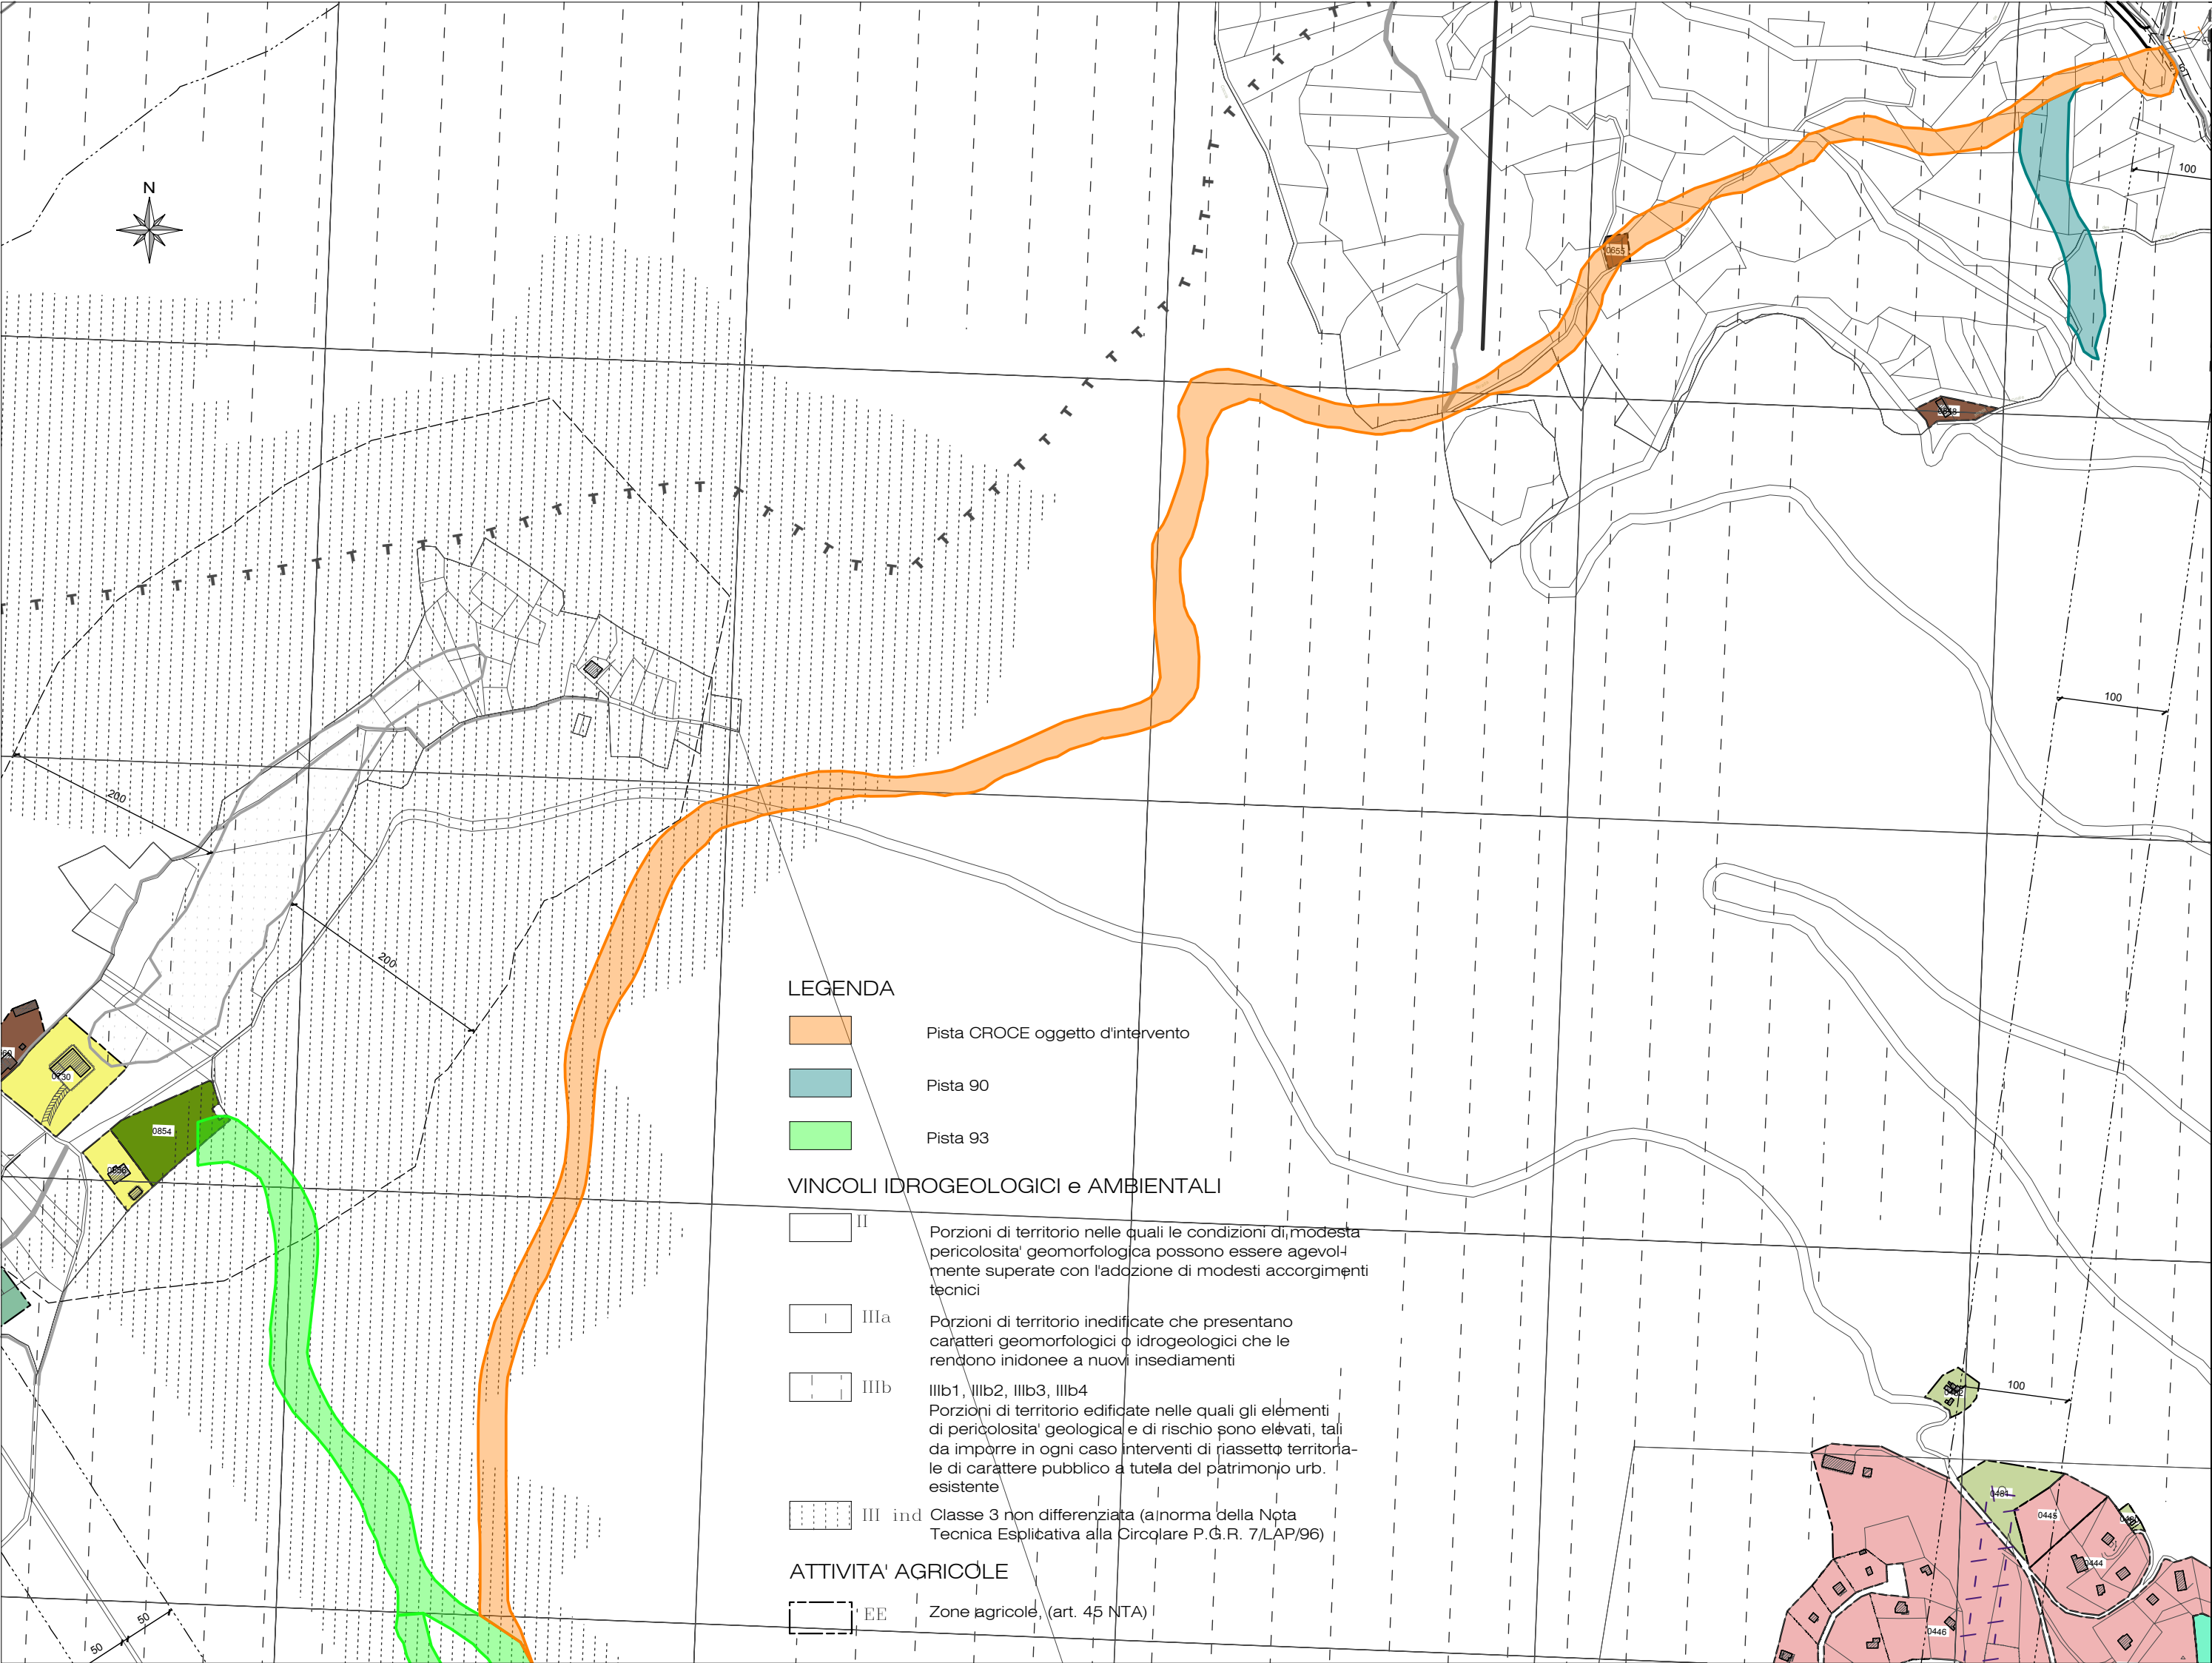 N
100
0655
0848
100
200
200
0730
0854
LEGENDA
Pista CROCE oggetto d'intervento
Pista 90
Pista 93
VINCOLI IDROGEOLOGICI e AMBIENTALI
II
Porzioni di territorio nelle quali le condizioni di modesta
pericolosita' geomorfologica possono essere agevol-
mente superate con l'adozione di modesti accorgimenti
tecnici
IIIa
Porzioni di territorio inedificate che presentano
caratteri geomorfologici o idrogeologici che le
rendono inidonee a nuovi insediamenti
IIIb
IIIb1, IIIb2, IIIb3, IIIb4
Porzioni di territorio edificate nelle quali gli elementi
di pericolosita' geologica e di rischio sono elevati, tali
da imporre in ogni caso interventi di riassetto territoria-
le di carattere pubblico a tutela del patrimonio urb.
esistente
III ind
Classe 3 non differenziata (a norma della Nota
Tecnica Esplicativa alla Circolare P.G.R. 7/LAP/96)
ATTIVITA' AGRICOLE
EE
Zone agricole, (art. 45 NTA)
100
0481
0445
0444
0446
50
50